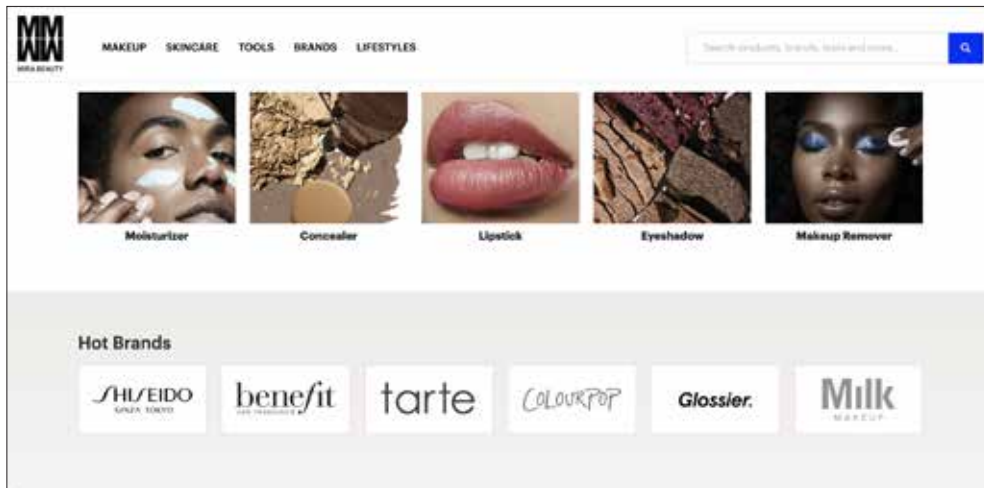 MIRA BEAUTY
MAKEUP SKINCARE TOOLS BRANDS LIFESTYLES
Search products, brands, tools and more...
Moisturizer Concealer Lipstick Eyeshadow Makeup Remover
Hot Brands
SHISEIDO benefit tarte COLOURPOP Glossier. Milk
GINZA TOKYO SAN FRANCISCO MAKEUP